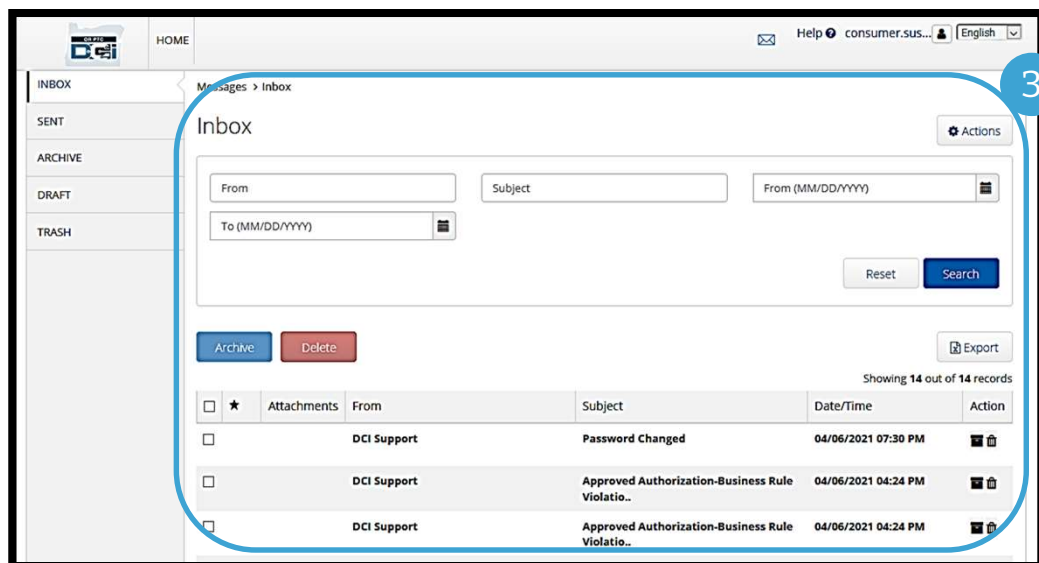 OR PTC
DCi
HOME
Help
consumer.sus...
English
3
INBOX
SENT
ARCHIVE
DRAFT
TRASH
Messages > Inbox
Inbox
Actions
From
Subject
From (MM/DD/YYYY)
To (MM/DD/YYYY)
Reset
Search
Archive
Delete
Export
Showing 14 out of 14 records
Attachments From Subject Date/Time Action
DCI Support Password Changed 04/06/2021 07:30 PM
DCI Support Approved Authorization-Business Rule 04/06/2021 04:24 PM
Violatio..
DCI Support Approved Authorization-Business Rule 04/06/2021 04:24 PM
Violatio..